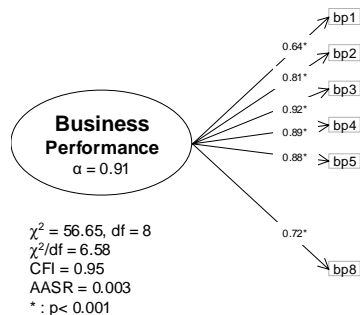 bp1
0.64*
bp2
0.81*
bp3
0.92*
bp4
0.89*
bp5
0.88*
Business
Performance
α = 0.91
0.72*
bp8
χ² = 56.65, df = 8
χ²/df = 6.58
CFI = 0.95
AASR = 0.003
* : p< 0.001